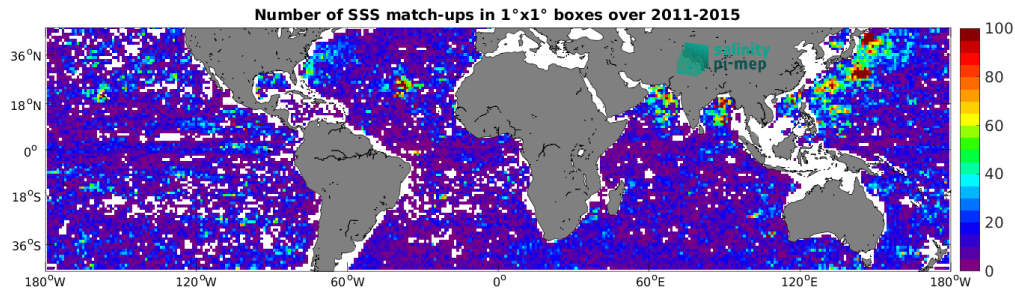 Number of SSS match-ups in 1°x1° boxes over 2011-2015
salinity
pi-mep
36°N
18°N
0°
18°S
36°S
180°W
120°W
60°W
0°
60°E
120°E
180°W
100
80
60
40
20
0